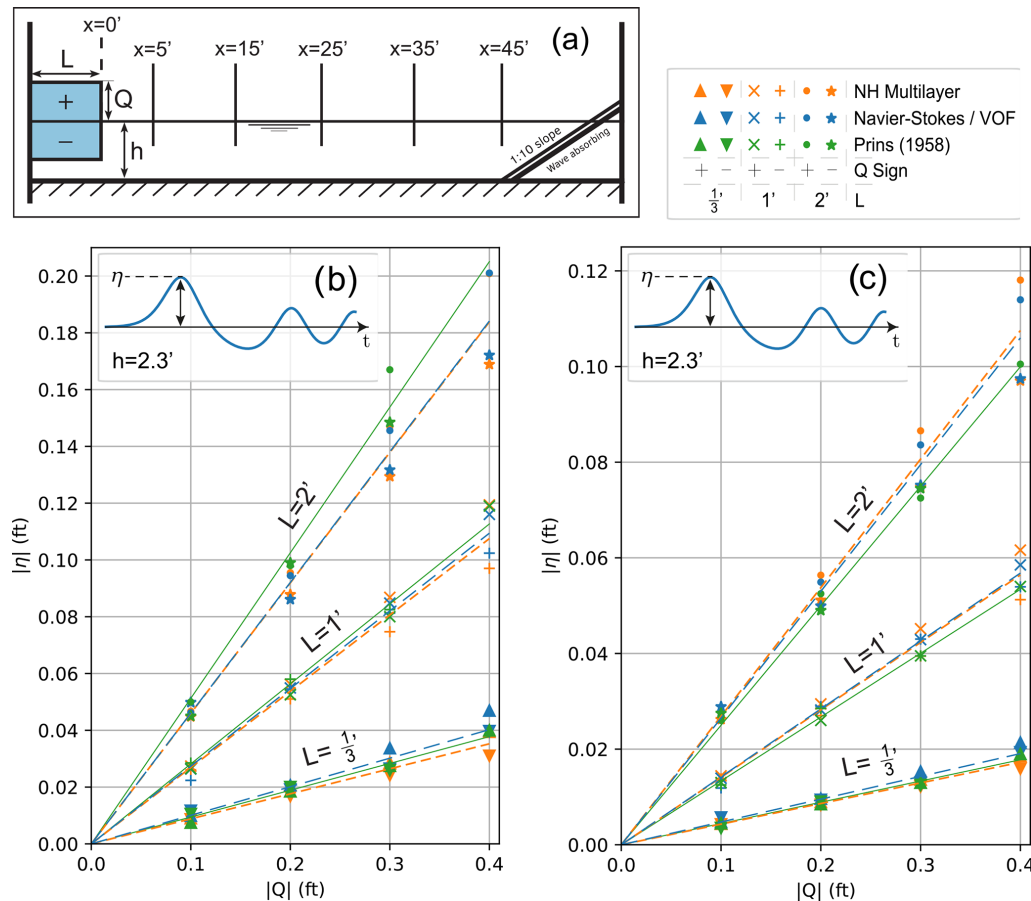 x=0'
(a)
L
x=5'
x=15'
x=25'
x=35'
x=45'
+
Q
−
h
1:10 slope
Wave absorbing
NH Multilayer
Navier-Stokes / VOF
Prins (1958)
+ − + − + − Q Sign
1/3' 1' 2' L
(b)
η
t
h=2.3'
L=2'
L=1'
L= 1/3'
0.20
0.18
0.16
0.14
0.12
0.10
0.08
0.06
0.04
0.02
0.00
|η| (ft)
0.0 0.1 0.2 0.3 0.4
|Q| (ft)
(c)
η
t
h=2.3'
L=2'
L=1'
L= 1/3'
0.12
0.10
0.08
0.06
0.04
0.02
0.00
|η| (ft)
0.0 0.1 0.2 0.3 0.4
|Q| (ft)